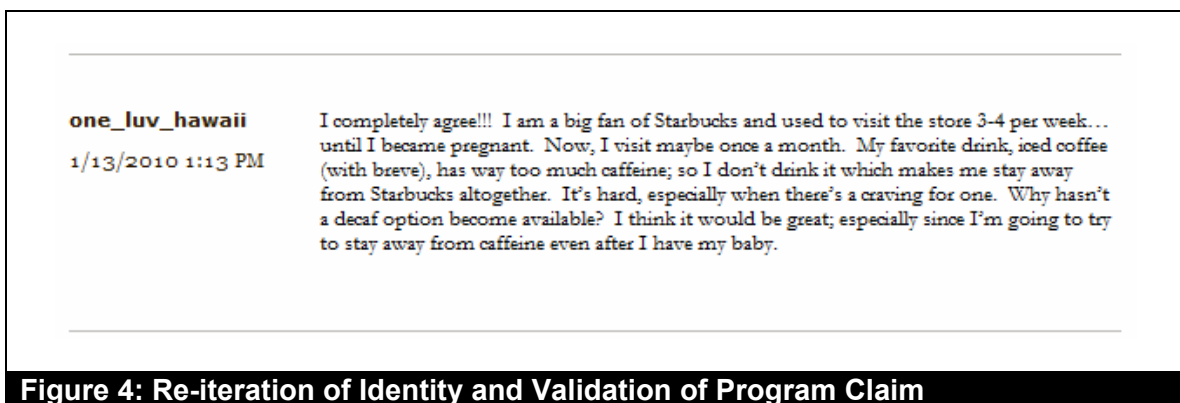 one_luv_hawaii
1/13/2010 1:13 PM
I completely agree!!! I am a big fan of Starbucks and used to visit the store 3-4 per week…
until I became pregnant. Now, I visit maybe once a month. My favorite drink, iced coffee
(with breve), has way too much caffeine; so I don't drink it which makes me stay away
from Starbucks altogether. It's hard, especially when there's a craving for one. Why hasn't
a decaf option become available? I think it would be great; especially since I'm going to try
to stay away from caffeine even after I have my baby.
Figure 4: Re-iteration of Identity and Validation of Program Claim